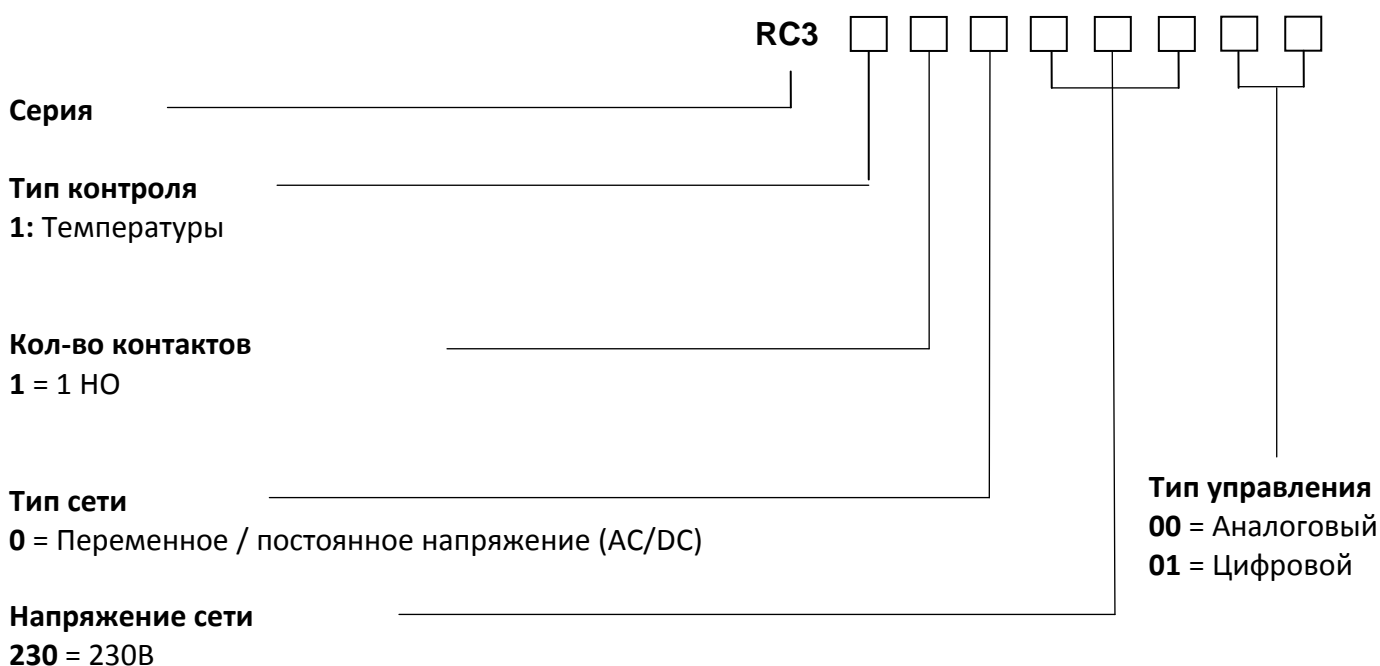 RC3
Серия
Тип контроля
1: Температуры
Кол-во контактов
1 = 1 НО
Тип сети
0 = Переменное / постоянное напряжение (AC/DC)
Напряжение сети
230 = 230В
Тип управления
00 = Аналоговый
01 = Цифровой